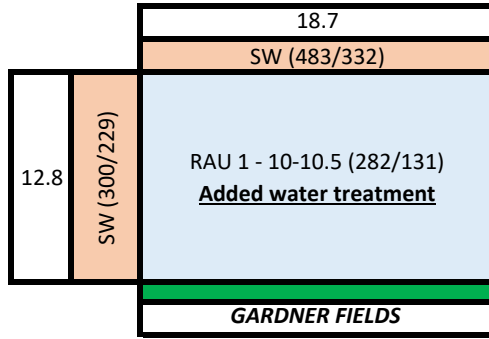 18.7
SW (483/332)
12.8
SW (300/229)
RAU 1 - 10-10.5 (282/131)
Added water treatment
GARDNER FIELDS